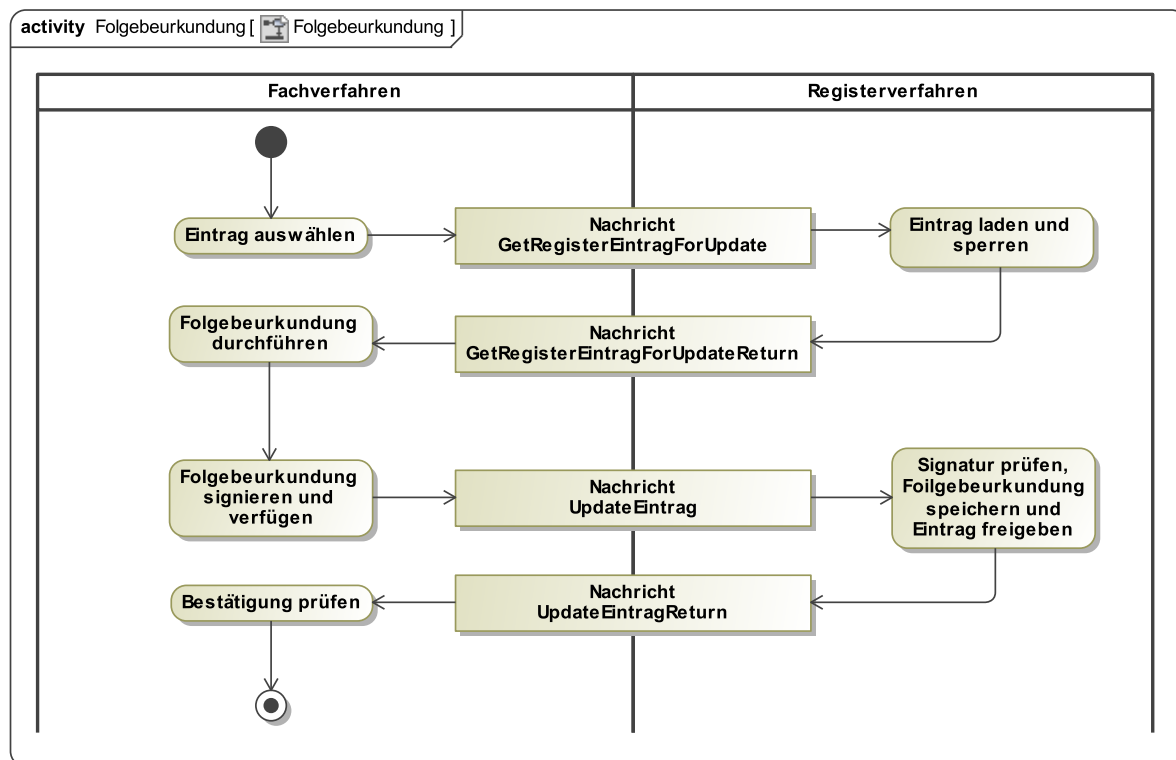 activity Folgebeurkundung [ Folgebeurkundung ]
Fachverfahren
Registerverfahren
Eintrag auswählen
Nachricht
GetRegisterEintragForUpdate
Eintrag laden und
sperren
Folgebeurkundung
durchführen
Nachricht
GetRegisterEintragForUpdateReturn
Folgebeurkundung
signieren und
verfügen
Nachricht
UpdateEintrag
Signatur prüfen,
Foilgebeurkundung
speichern und
Eintrag freigeben
Bestätigung prüfen
Nachricht
UpdateEintragReturn